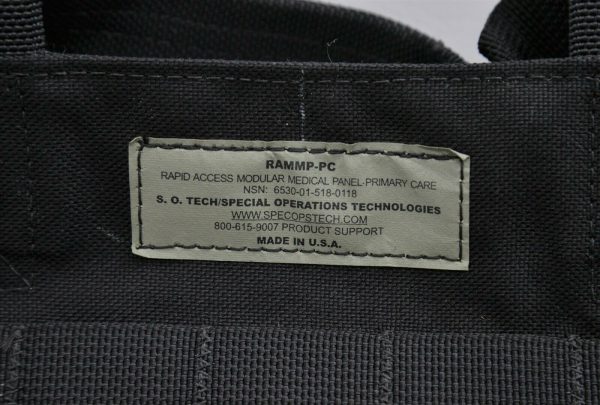 RAMMP-PC
RAPID ACCESS MODULAR MEDICAL PANEL-PRIMARY CARE
NSN: 6530-01-518-0118
S. O. TECH/SPECIAL OPERATIONS TECHNOLOGIES
WWW.SPECOPSTECH.COM
800-615-9007 PRODUCT SUPPORT
MADE IN U.S.A.